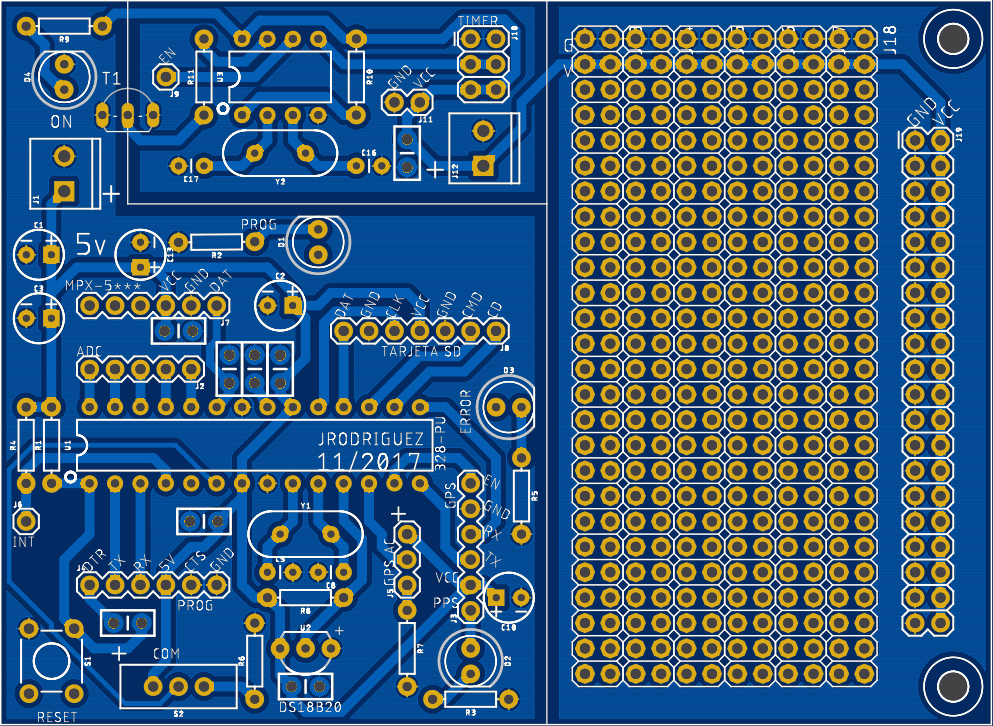 R9
D4
T1
ON
EN
J9
R11
U3
R10
C17
Y2
C16
GND
VCC
J11
TIMER
J10
J12
+
J18
GND
VCC
J19
J1
+
C1
- +
5v
C3
+
MPX-5***
VCC
GND
DAT
J7
PROG
R2
D1
C2
+
DAT
GND
CLK
VCC
GND
CMD
CD
TARJETA SD
J8
ADC
J2
D3
ERROR
R4
R1
U1
JRODRIGUEZ
11/2017
328-PU
R5
J6
INT
DTR
TX
RX
5V
CTS
GND
PROG
Y1
C8
R8
+
GPS-AC
J5
GPS
EN
GND
RX
TX
VCC
PPS
J3
C10
+ -
S1
RESET
+
COM
S2
R6
U2
+
DS18B20
R7
D2
R3